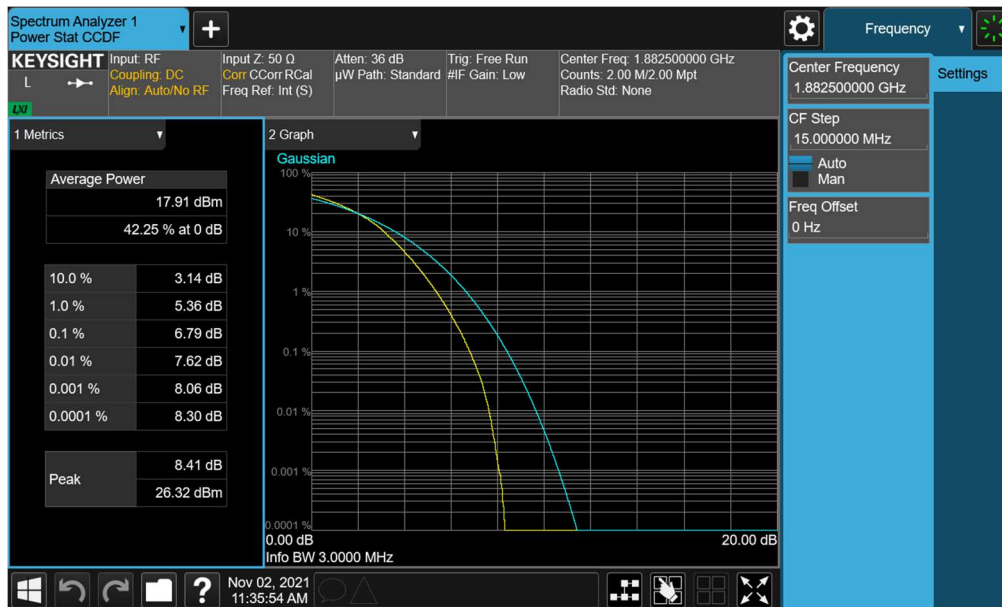 Spectrum Analyzer 1
Power Stat CCDF
Frequency
KEYSIGHT
L
LXI
Input: RF
Coupling: DC
Align: Auto/No RF
Input Z: 50 Ω
Corr CCorr RCal
Freq Ref: Int (S)
Atten: 36 dB
µW Path: Standard
Trig: Free Run
#IF Gain: Low
Center Freq: 1.882500000 GHz
Counts: 2.00 M/2.00 Mpt
Radio Std: None
Center Frequency
1.882500000 GHz
Settings
CF Step
15.000000 MHz
Auto
Man
Freq Offset
0 Hz
1 Metrics
Average Power
17.91 dBm
42.25 % at 0 dB
10.0 % 3.14 dB
1.0 % 5.36 dB
0.1 % 6.79 dB
0.01 % 7.62 dB
0.001 % 8.06 dB
0.0001 % 8.30 dB
Peak 8.41 dB
26.32 dBm
2 Graph
Gaussian
100 %
10 %
1 %
0.1 %
0.01 %
0.001 %
0.0001 %
0.00 dB 20.00 dB
Info BW 3.0000 MHz
?
Nov 02, 2021
11:35:54 AM